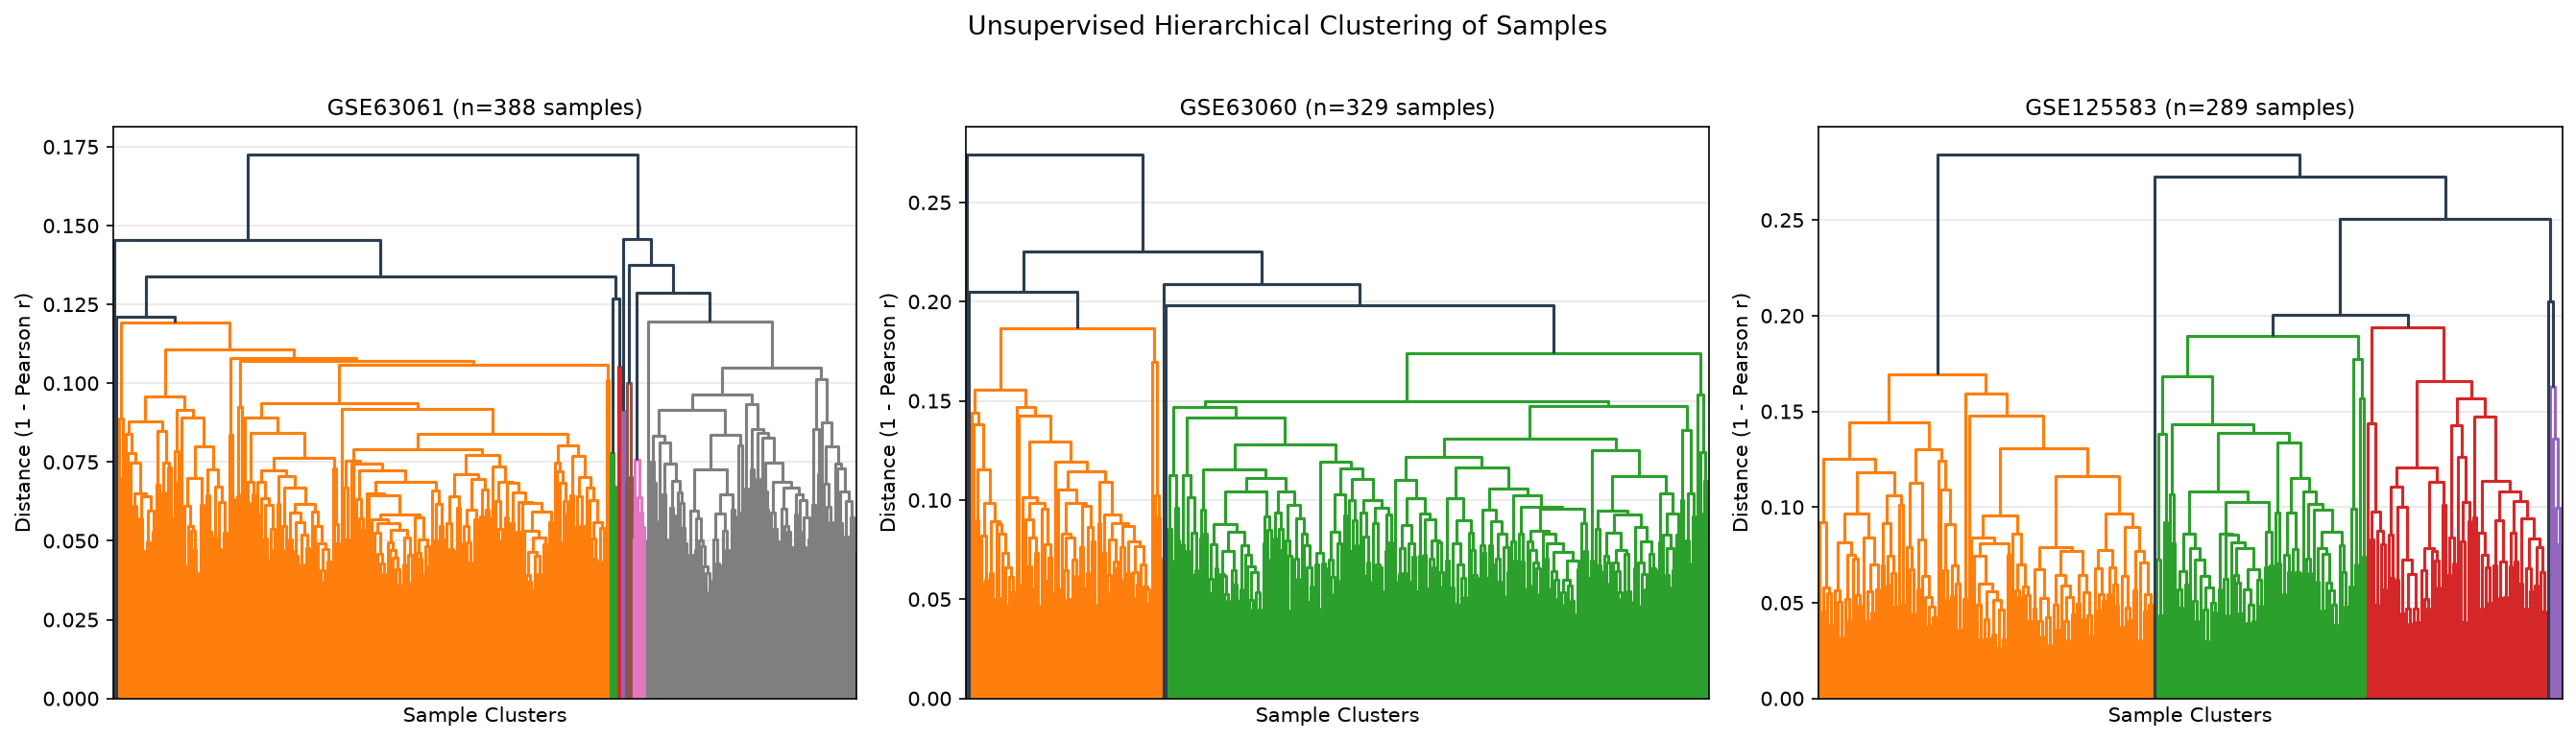 Unsupervised Hierarchical Clustering of Samples
GSE63061 (n=388 samples)
Distance (1 - Pearson r)
0.175
0.150
0.125
0.100
0.075
0.050
0.025
0.000
Sample Clusters
GSE63060 (n=329 samples)
Distance (1 - Pearson r)
0.25
0.20
0.15
0.10
0.05
0.00
Sample Clusters
GSE125583 (n=289 samples)
Distance (1 - Pearson r)
0.25
0.20
0.15
0.10
0.05
0.00
Sample Clusters